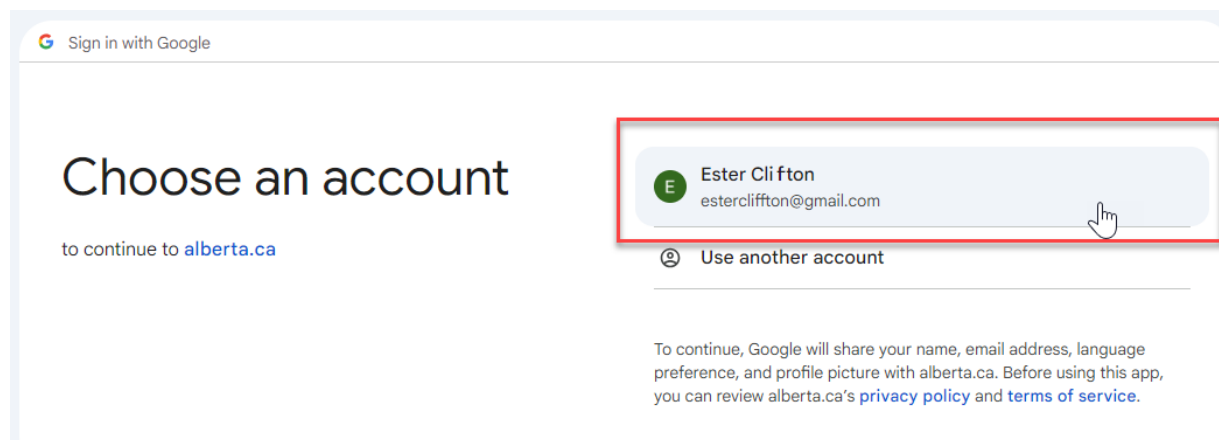 Sign in with Google
Choose an account
to continue to alberta.ca
E
Ester Clifton
estercliffton@gmail.com
Use another account
To continue, Google will share your name, email address, language
preference, and profile picture with alberta.ca. Before using this app,
you can review alberta.ca’s privacy policy and terms of service.